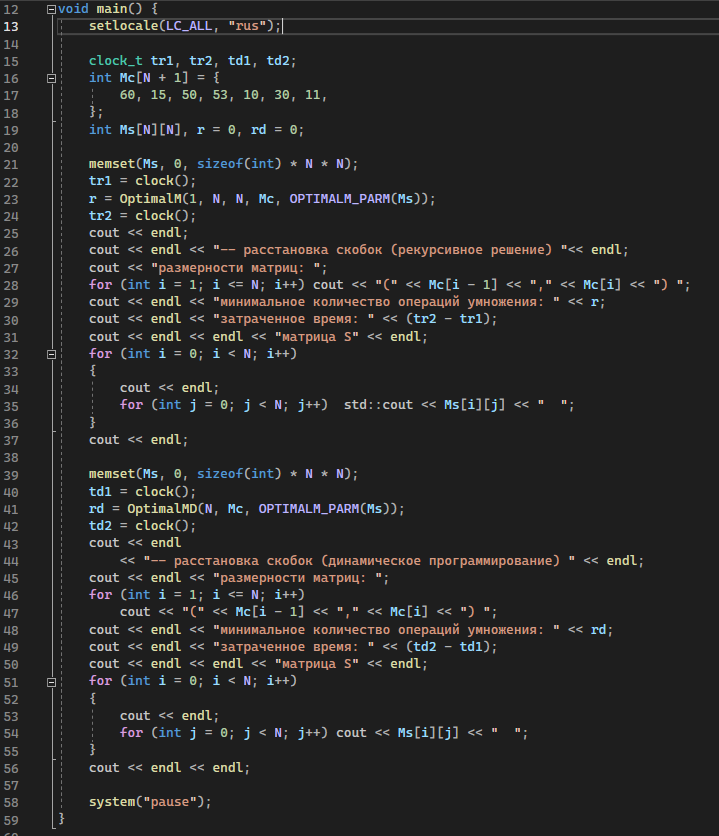 12 void main() {
13 setlocale(LC_ALL, "rus");
14
15 clock_t tr1, tr2, td1, td2;
16 int Mc[N + 1] = {
17 60, 15, 50, 53, 10, 30, 11,
18 };
19 int Ms[N][N], r = 0, rd = 0;
20
21 memset(Ms, 0, sizeof(int) * N * N);
22 tr1 = clock();
23 r = OptimalM(1, N, N, Mc, OPTIMALM_PARM(Ms));
24 tr2 = clock();
25 cout << endl;
26 cout << endl << "-- расстановка скобок (рекурсивное решение) "<< endl;
27 cout << "размерности матриц: ";
28 for (int i = 1; i <= N; i++) cout << "(" << Mc[i - 1] << "," << Mc[i] << ") ";
29 cout << endl << "минимальное количество операций умножения: " << r;
30 cout << endl << "затраченное время: " << (tr2 - tr1);
31 cout << endl << endl << "матрица S" << endl;
32 for (int i = 0; i < N; i++)
33 {
34 cout << endl;
35 for (int j = 0; j < N; j++)  std::cout << Ms[i][j] << "  ";
36 }
37 cout << endl;
38
39 memset(Ms, 0, sizeof(int) * N * N);
40 td1 = clock();
41 rd = OptimalMD(N, Mc, OPTIMALM_PARM(Ms));
42 td2 = clock();
43 cout << endl
44 << "-- расстановка скобок (динамическое программирование) " << endl;
45 cout << endl << "размерности матриц: ";
46 for (int i = 1; i <= N; i++)
47 cout << "(" << Mc[i - 1] << "," << Mc[i] << ") ";
48 cout << endl << "минимальное количество операций умножения: " << rd;
49 cout << endl << "затраченное время: " << (td2 - td1);
50 cout << endl << endl << "матрица S" << endl;
51 for (int i = 0; i < N; i++)
52 {
53 cout << endl;
54 for (int j = 0; j < N; j++) cout << Ms[i][j] << "  ";
55 }
56 cout << endl << endl;
57
58 system("pause");
59 }